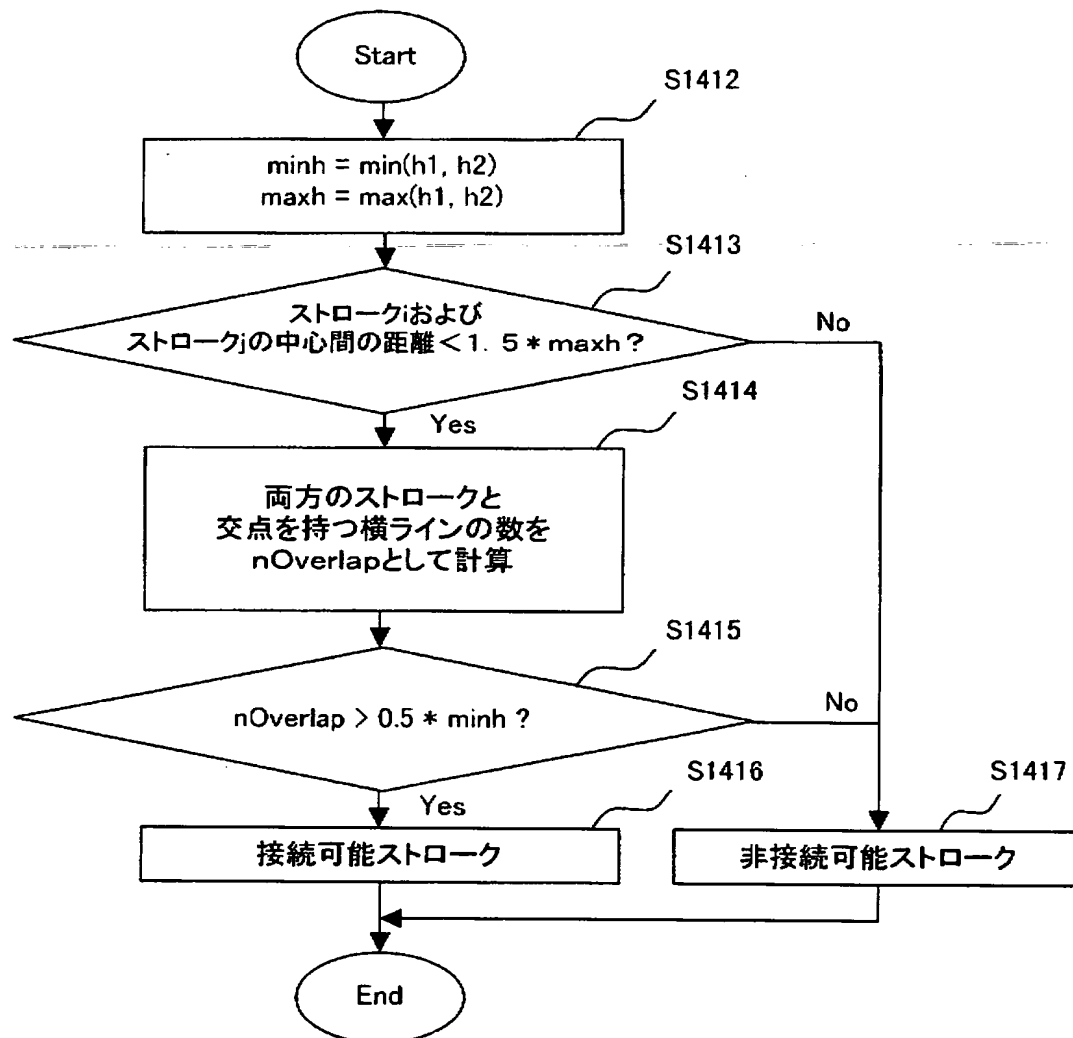 Start
S1412
minh = min(h1, h2)
maxh = max(h1, h2)
S1413
ストロークiおよび
ストロークjの中心間の距離＜1．5＊maxh？
No
Yes
S1414
両方のストロークと
交点を持つ横ラインの数を
nOverlapとして計算
S1415
nOverlap > 0.5 * minh ?
No
Yes
S1416
S1417
接続可能ストローク
非接続可能ストローク
End